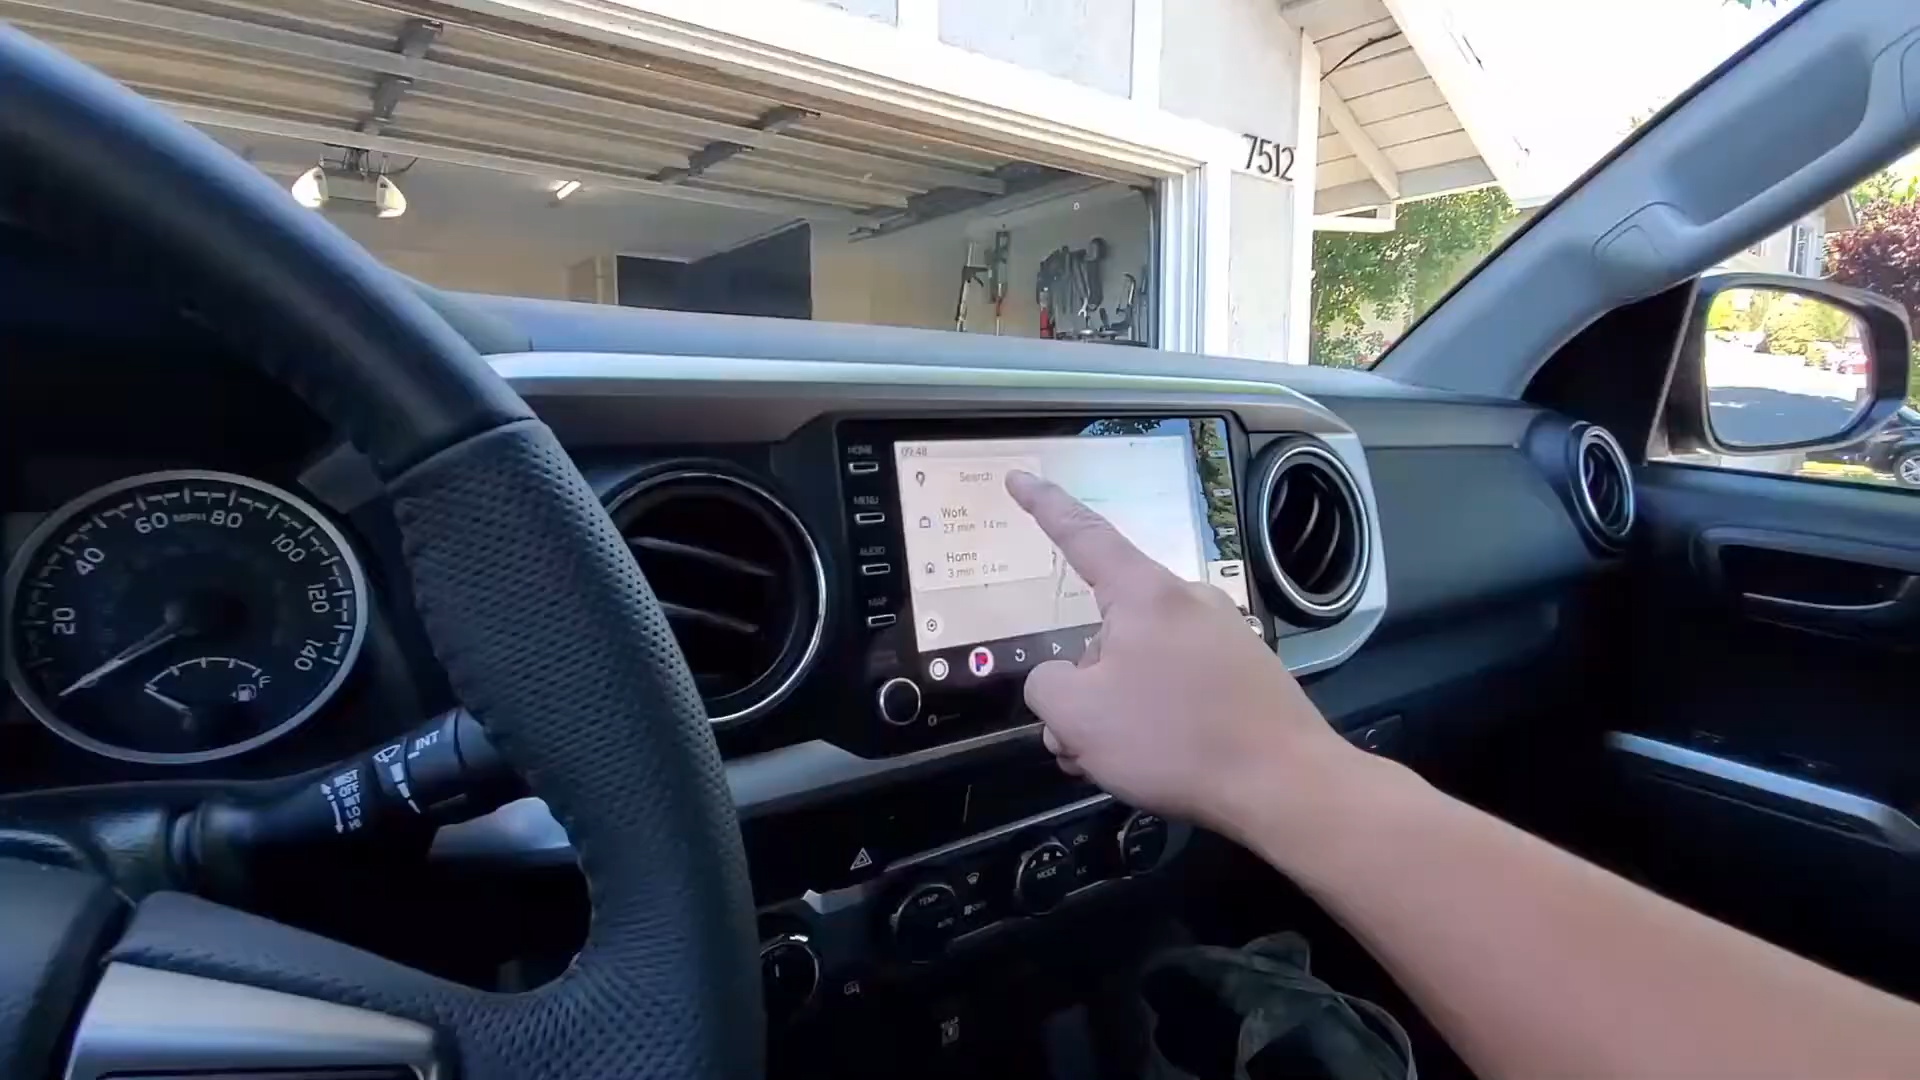 7512
HOME
MENU
AUDIO
MAP
09:48
Search
Work
27 min 14 mi
Home
3 min 0.4 mi
20
40
60
MPH
80
100
120
140
F
INT
MIST
OFF
INT
LO
HI
TEMP
AUTO
MODE
A/C
TEMP